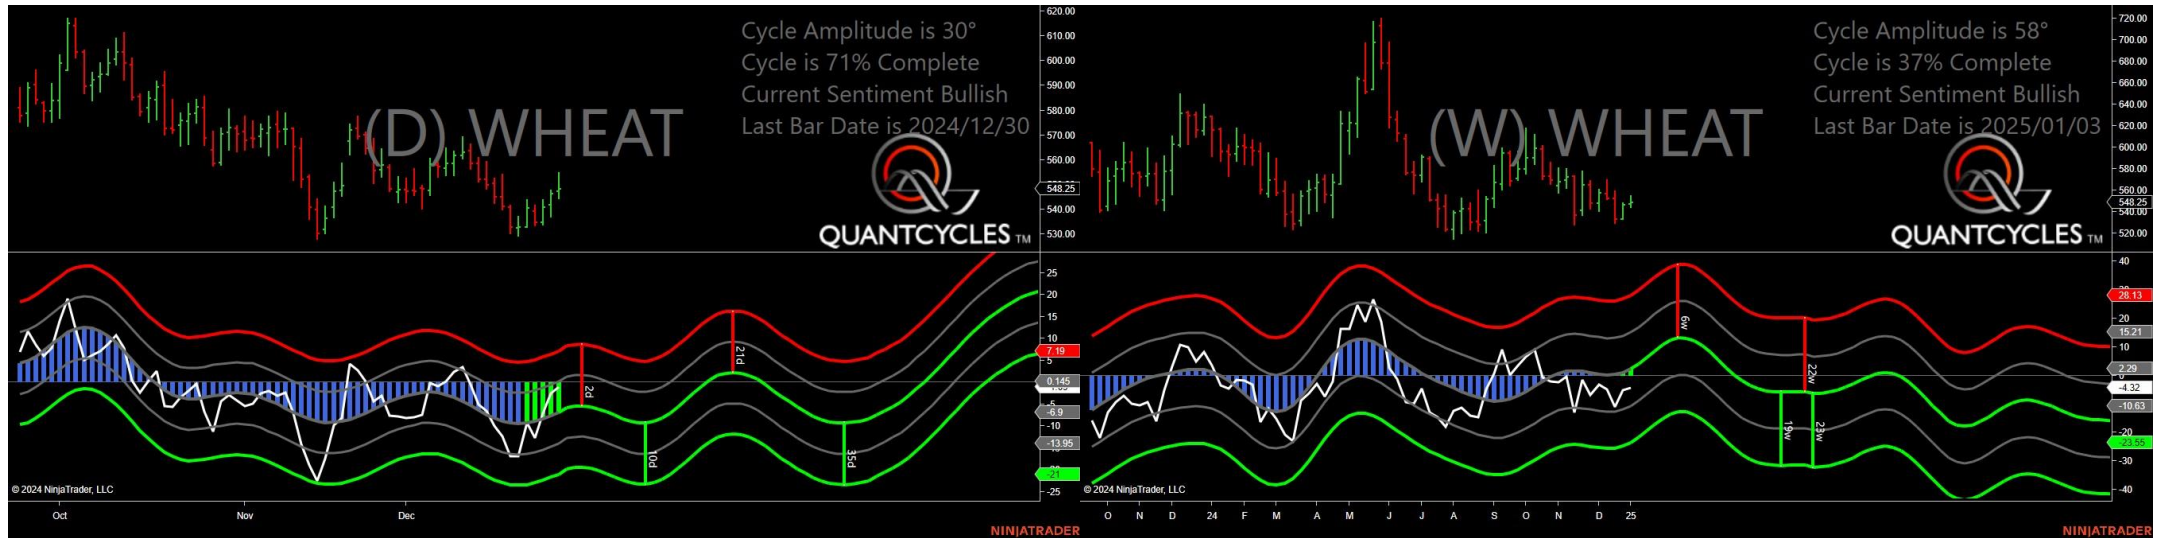 Cycle Amplitude is 30°
Cycle is 71% Complete
Current Sentiment Bullish
Last Bar Date is 2024/12/30
(D) WHEAT
QUANTCYCLES TM
620.00
610.00
600.00
590.00
580.00
570.00
560.00
548.25
540.00
530.00
25
20
15
10
7.19
5
0.145
-5
-6.9
-10
-13.95
-21
-25
2d
21d
10d
35d
© 2024 NinjaTrader, LLC
Oct
Nov
Dec
NINJATRADER
Cycle Amplitude is 58°
Cycle is 37% Complete
Current Sentiment Bullish
Last Bar Date is 2025/01/03
(W) WHEAT
QUANTCYCLES TM
720.00
700.00
680.00
660.00
640.00
620.00
600.00
580.00
560.00
548.25
540.00
520.00
40
28.13
20
15.21
10
2.29
-4.32
-10.63
-20
-23.55
-30
-40
6w
22w
19w
23w
© 2024 NinjaTrader, LLC
O N D 24 F M A M J J A S O N D 25
NINJATRADER